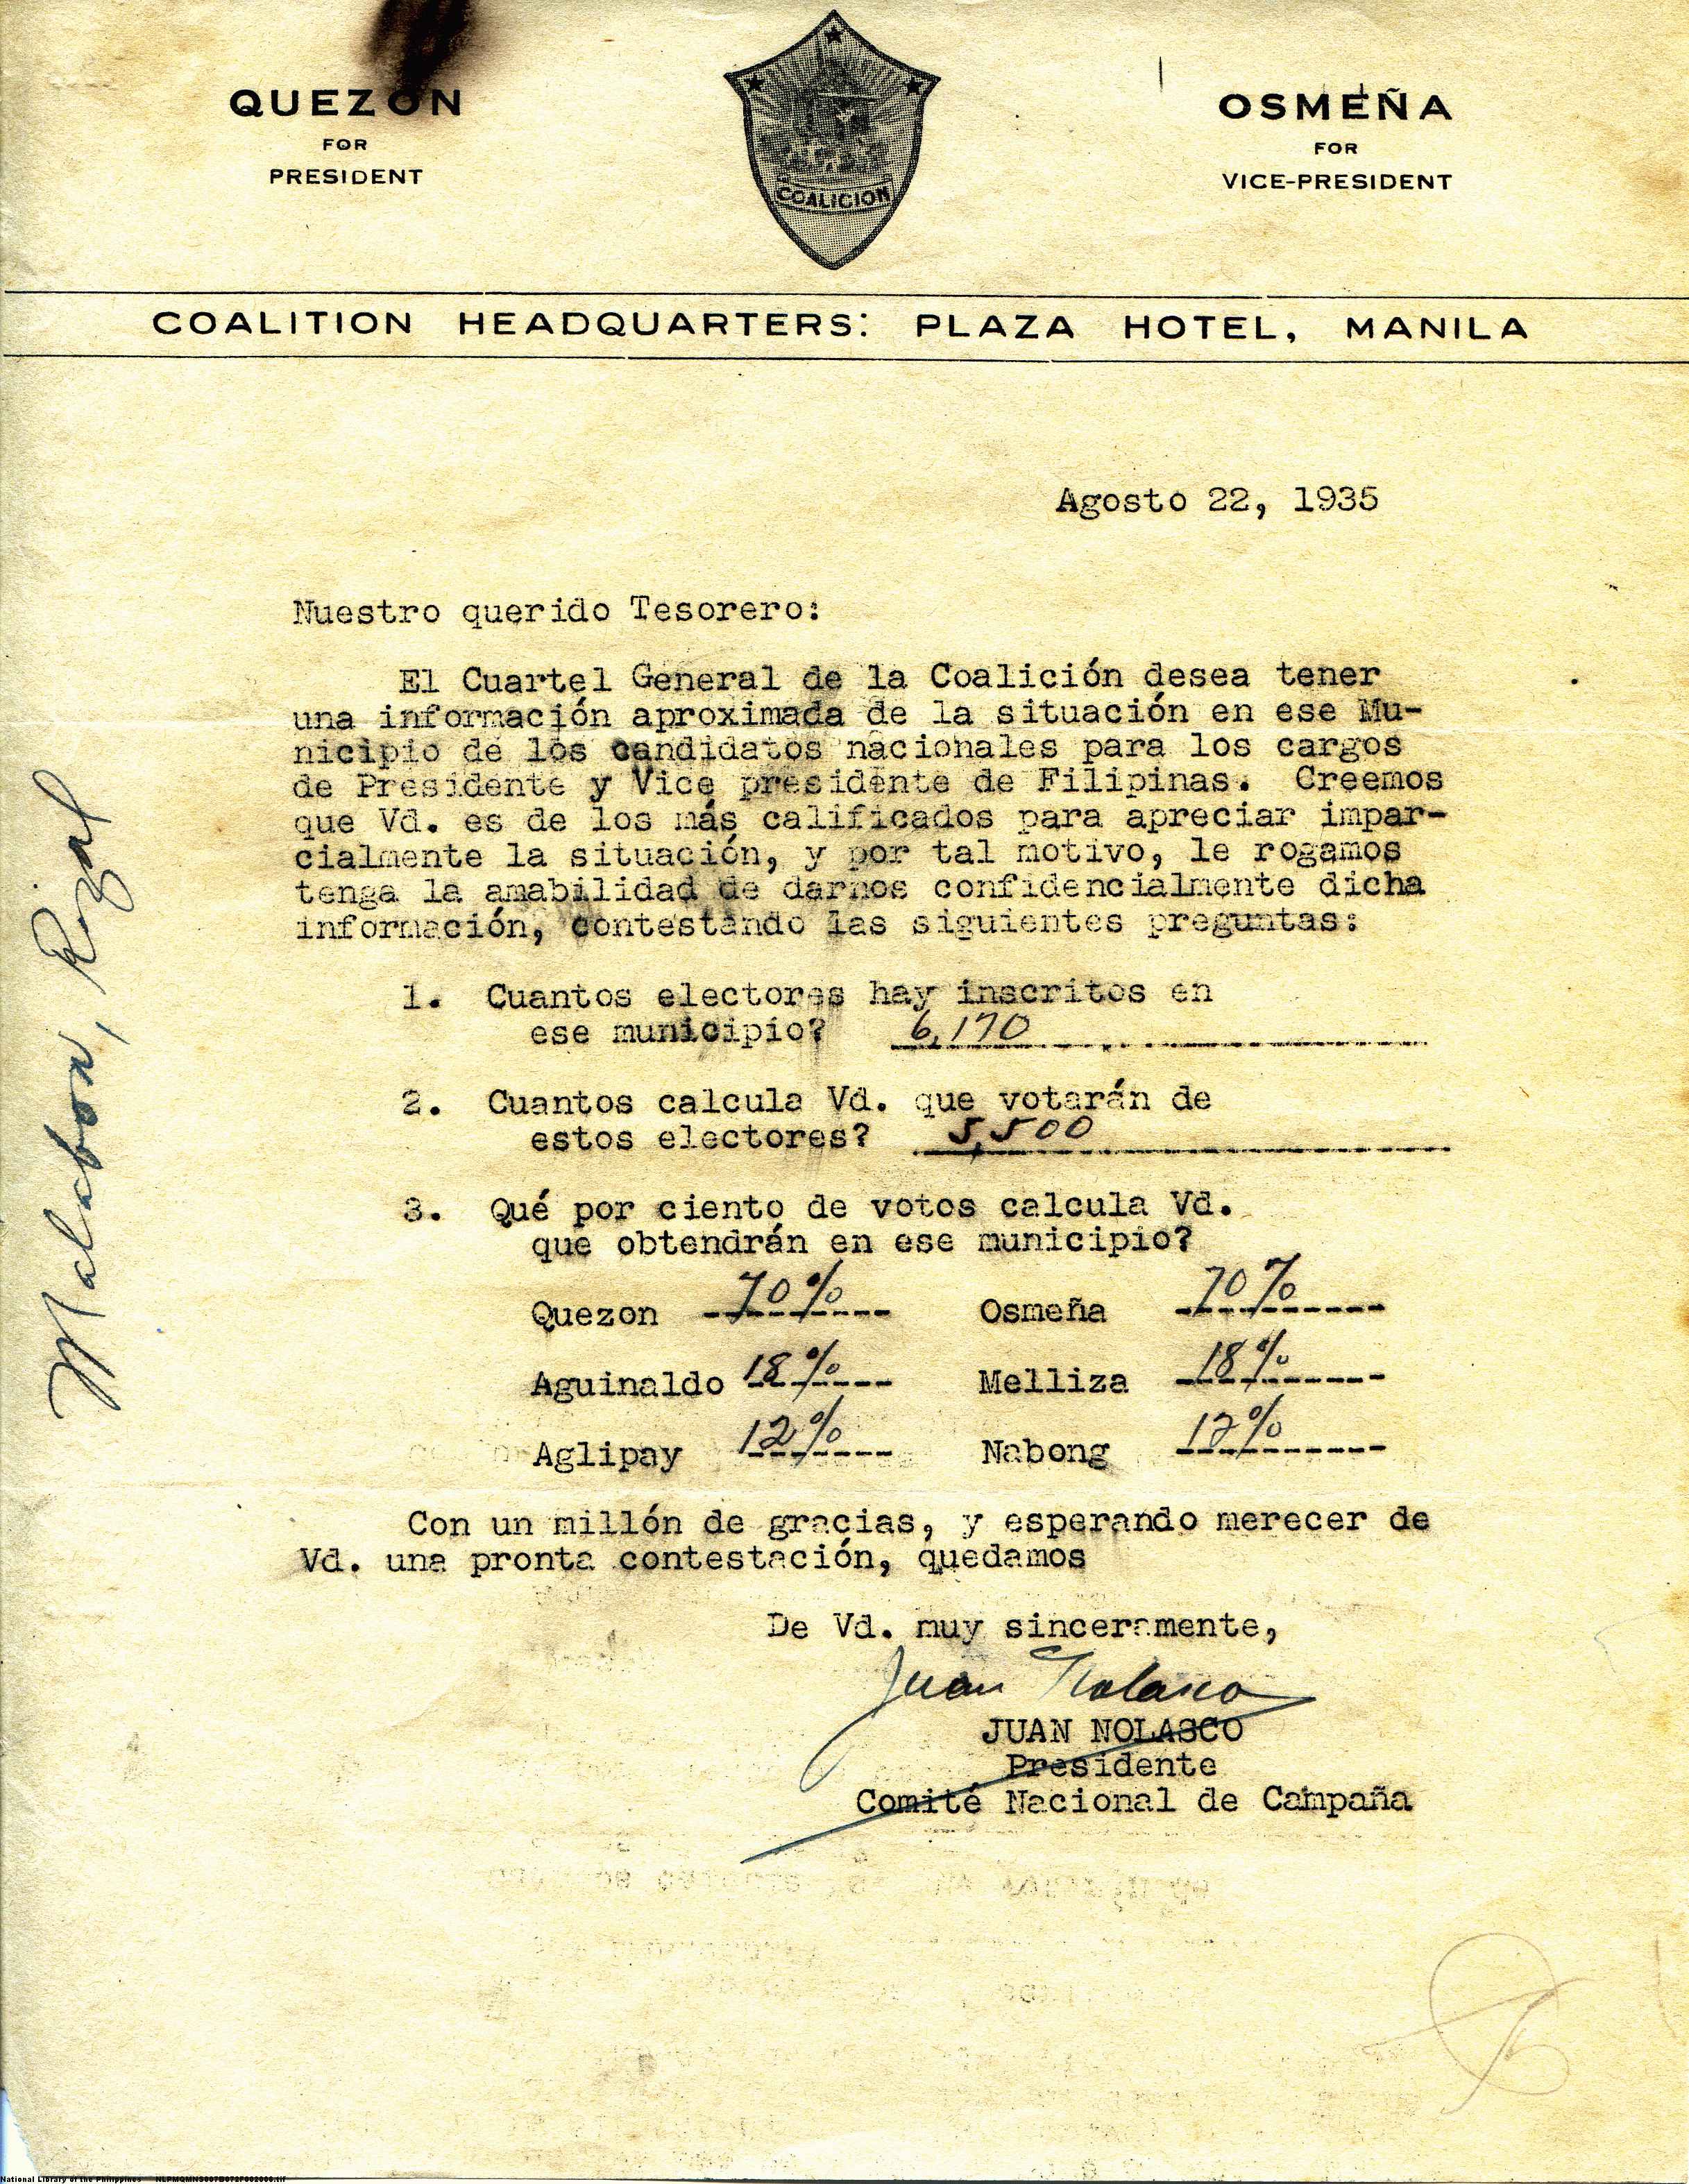 QUEZON
FOR
PRESIDENT
COALICION
OSMEÑA
FOR
VICE-PRESIDENT
COALITION HEADQUARTERS: PLAZA HOTEL, MANILA
Agosto 22, 1935
Nuestro querido Tesorero:
El Cuartel General de la Coalición desea tener
una información aproximada de la situación en ese Mu-
nicipio de los candidatos nacionales para los cargos
de Presidente y Vice presidente de Filipinas. Creemos
que Vd. es de los más calificados para apreciar impar-
cialmente la situación, y por tal motivo, le rogamos
tenga la amabilidad de darnos confidencialmente dicha
información, contestando las siguientes preguntas:
1. Cuantos electores hay inscritos en
ese municipio? 6,170
2. Cuantos calcula Vd. que votarán de
estos electores? 5,500
3. Qué por ciento de votos calcula Vd.
que obtendrán en ese municipio?
Quezon 70% Osmeña 70%
Aguinaldo 18% Melliza 18%
Aglipay 12% Nabong 12%
Con un millón de gracias, y esperando merecer de
Vd. una pronta contestación, quedamos
De Vd. muy sinceramente,
Juan Nolasco
JUAN NOLASCO
Presidente
Comité Nacional de Campaña
Malabon, Rizal
National Library of the Philippines